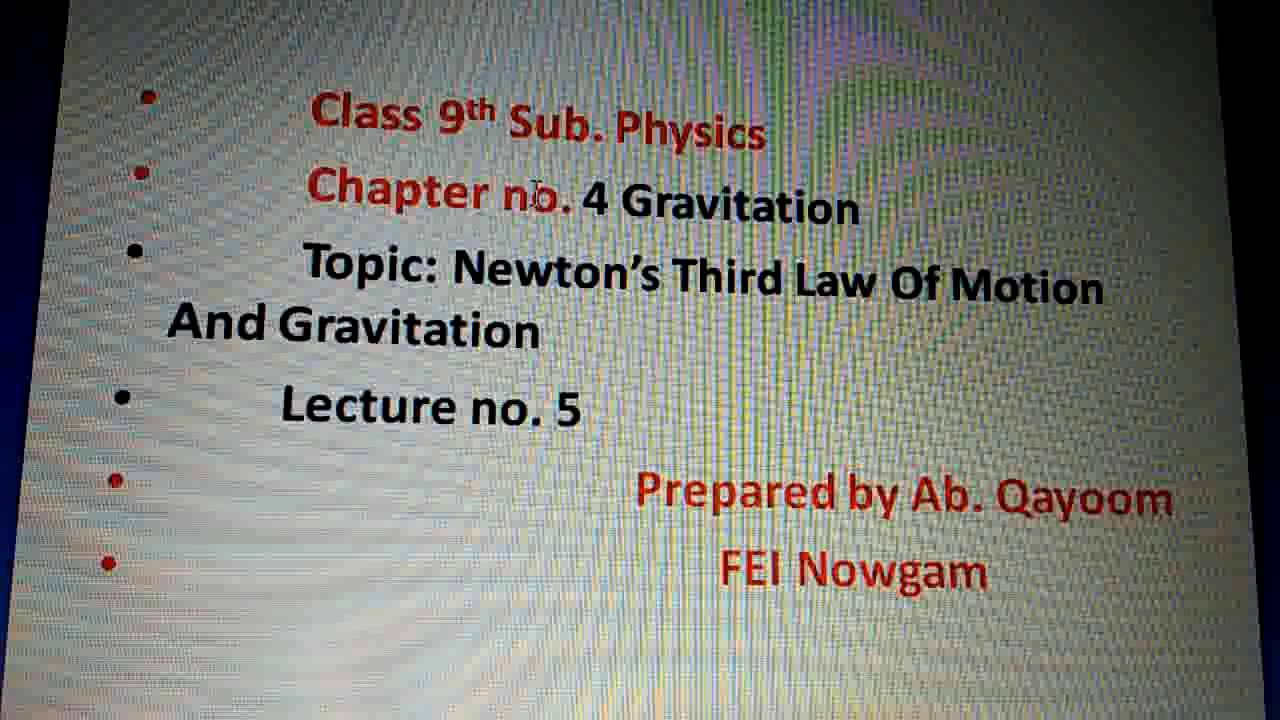 Class 9th Sub. Physics
Chapter no. 4 Gravitation
Topic: Newton's Third Law Of Motion
And Gravitation
Lecture no. 5
Prepared by Ab. Qayoom
FEI Nowgam